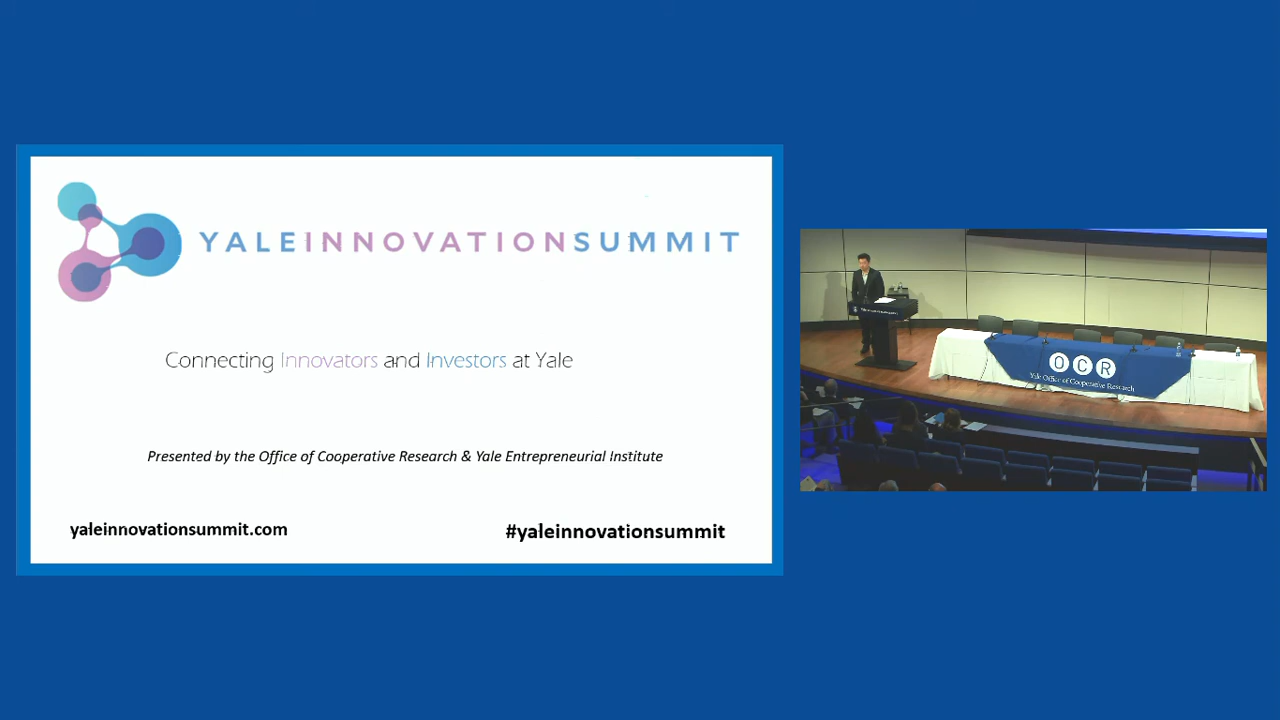 YALEINNOVATIONSUMMIT
Connecting Innovators and Investors at Yale
Presented by the Office of Cooperative Research & Yale Entrepreneurial Institute
yaleinnovationsummit.com
#yaleinnovationsummit
OCR
Yale Office of Cooperative Research